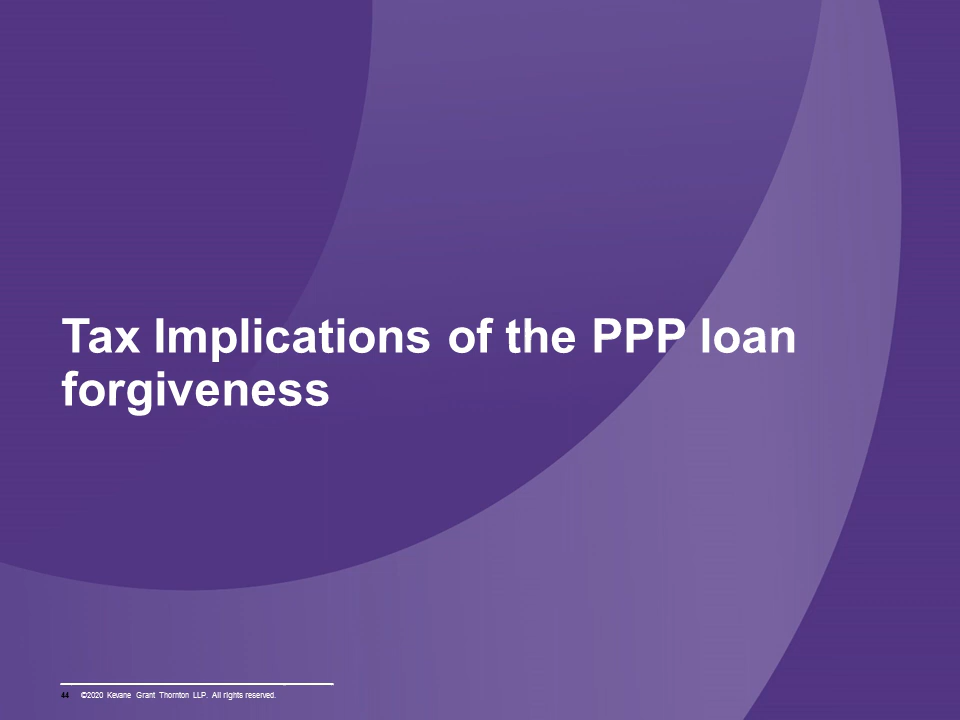 Tax Implications of the PPP loan
forgiveness
44 ©2020 Kevane Grant Thornton LLP. All rights reserved.